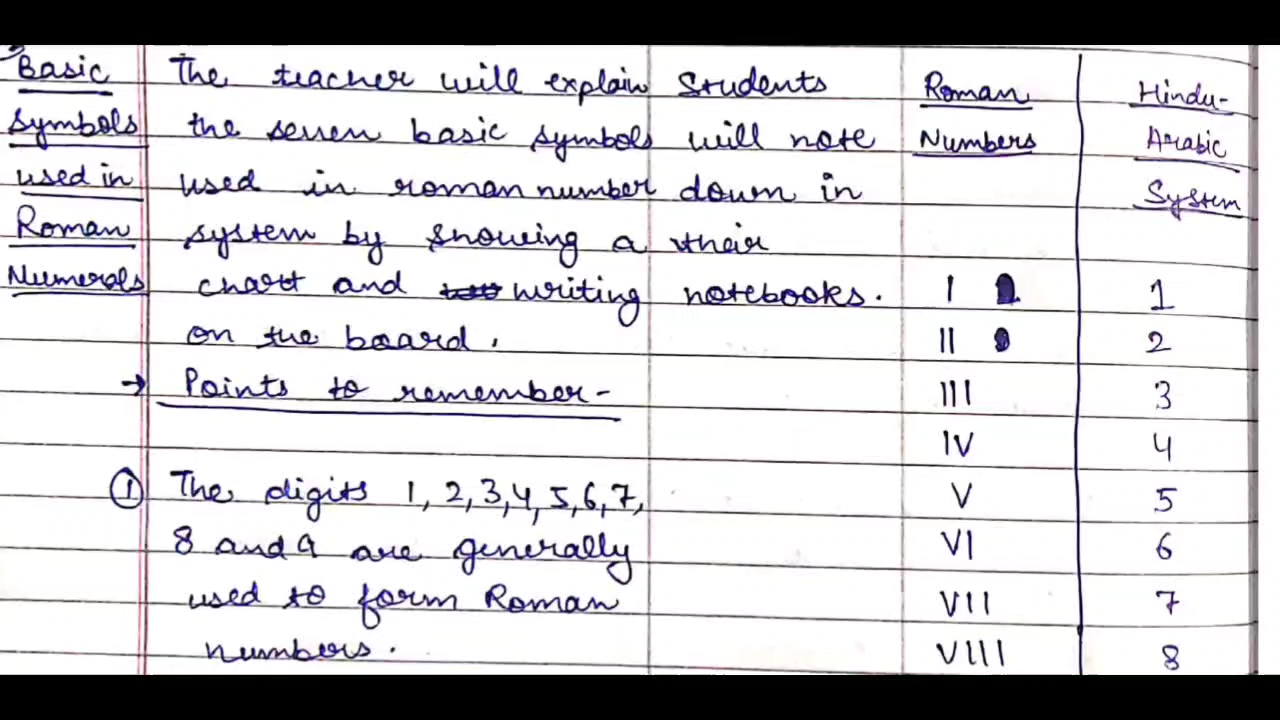 Basic
symbols
used in
Roman
Numerals
The teacher will explain
the seven basic symbols
used in roman number
system by showing a
chart and writing
on the board.
→ Points to remember-
① The digits 1, 2, 3, 4, 5, 6, 7,
8 and 9 are generally
used to form Roman
numbers.
Students
will note
down in
their
notebooks.
Roman Hindu-
Numbers Arabic
System
I 1
II 2
III 3
IV 4
V 5
VI 6
VII 7
VIII 8